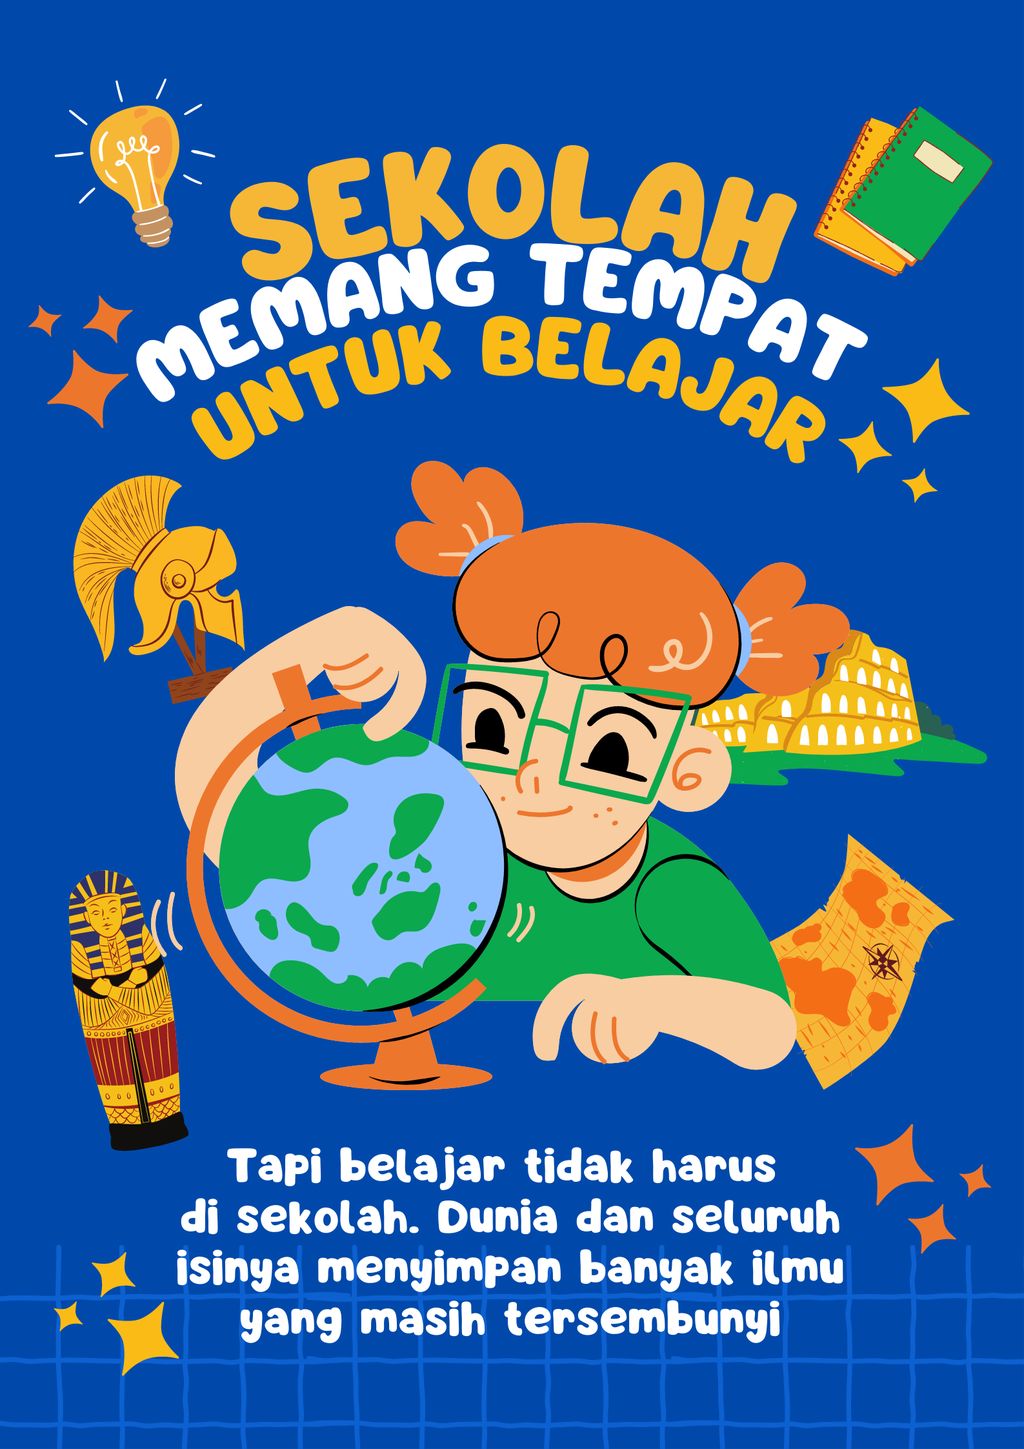 SEKOLAH
MEMANG TEMPAT
UNTUK BELAJAR
Tapi belajar tidak harus
di sekolah. Dunia dan seluruh
isinya menyimpan banyak ilmu
yang masih tersembunyi